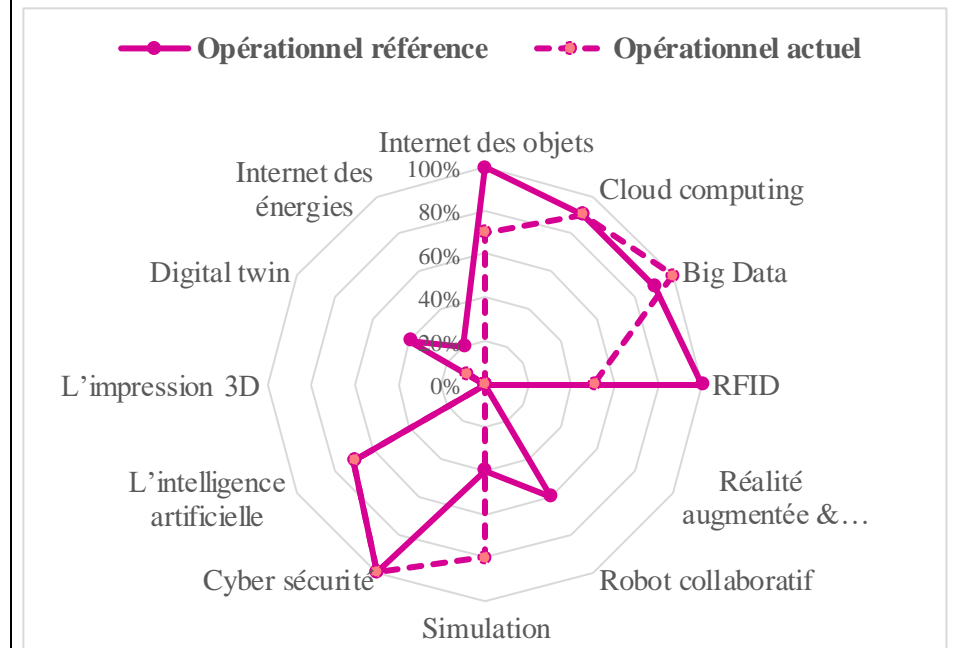 Opérationnel référence
Opérationnel actuel
Internet des objets
100%
80%
60%
40%
20%
0%
Cloud computing
Big Data
RFID
Réalité
augmentée &…
Robot collaboratif
Simulation
Cyber sécurité
L’intelligence
artificielle
L’impression 3D
Digital twin
Internet des
énergies